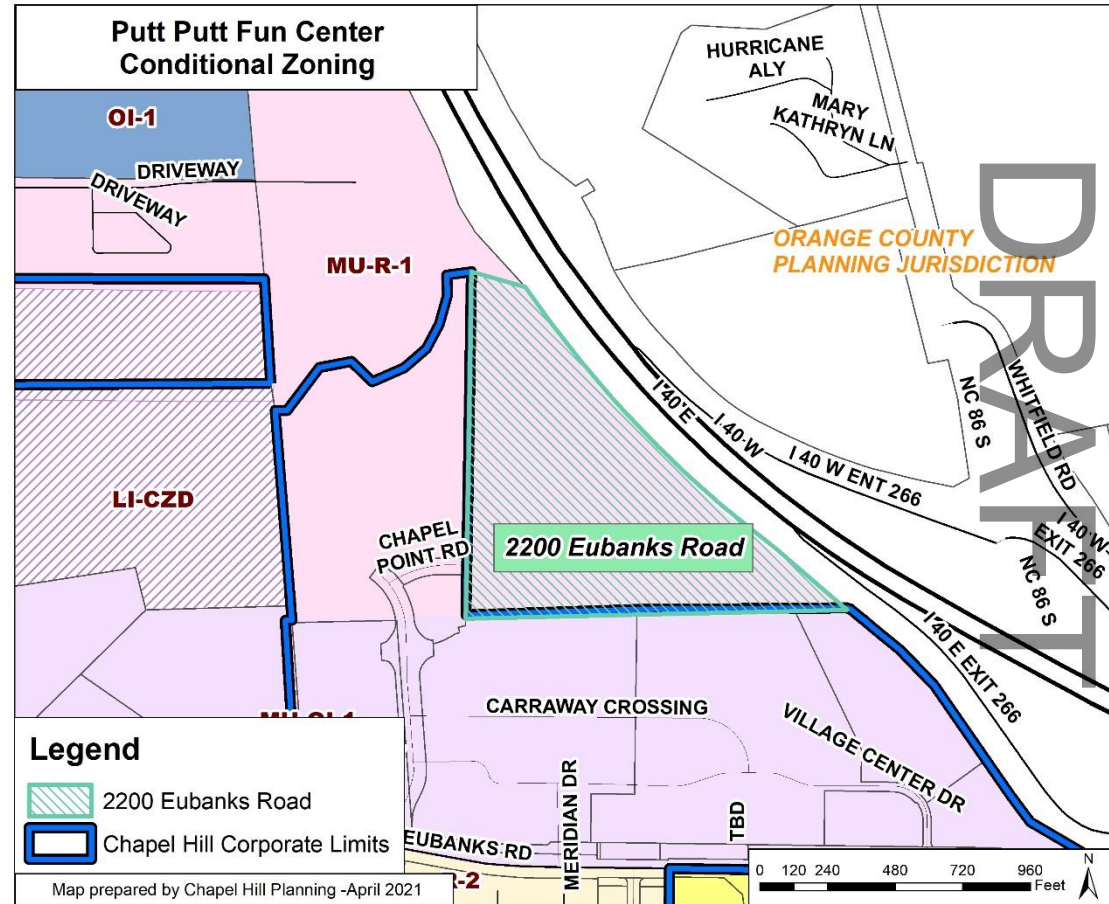 Putt Putt Fun Center
Conditional Zoning
HURRICANE
ALY
MARY
KATHRYN LN
OI-1
DRIVEWAY
DRIVEWAY
MU-R-1
ORANGE COUNTY
PLANNING JURISDICTION
DRAFT
WHITFIELD RD
NC 86 S
I 40 E
I 40 W
I 40 W ENT 266
I 40 W
EXIT 266
NC 86 S
LI-CZD
CHAPEL
POINT RD
2200 Eubanks Road
I 40 E EXIT 266
CARRAWAY CROSSING
VILLAGE CENTER DR
MERIDIAN DR
TBD
EUBANKS RD
R-2
Legend
2200 Eubanks Road
Chapel Hill Corporate Limits
Map prepared by Chapel Hill Planning -April 2021
0 120 240 480 720 960
Feet
N